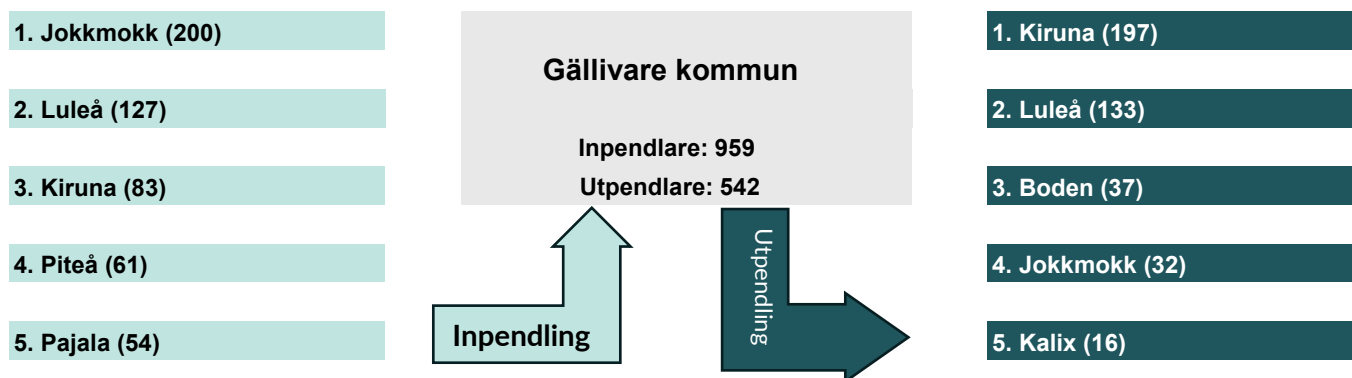 1. Jokkmokk (200)
2. Luleå (127)
3. Kiruna (83)
4. Piteå (61)
5. Pajala (54)
Gällivare kommun
Inpendlare: 959
Utpendlare: 542
Inpendling
Utpendling
1. Kiruna (197)
2. Luleå (133)
3. Boden (37)
4. Jokkmokk (32)
5. Kalix (16)